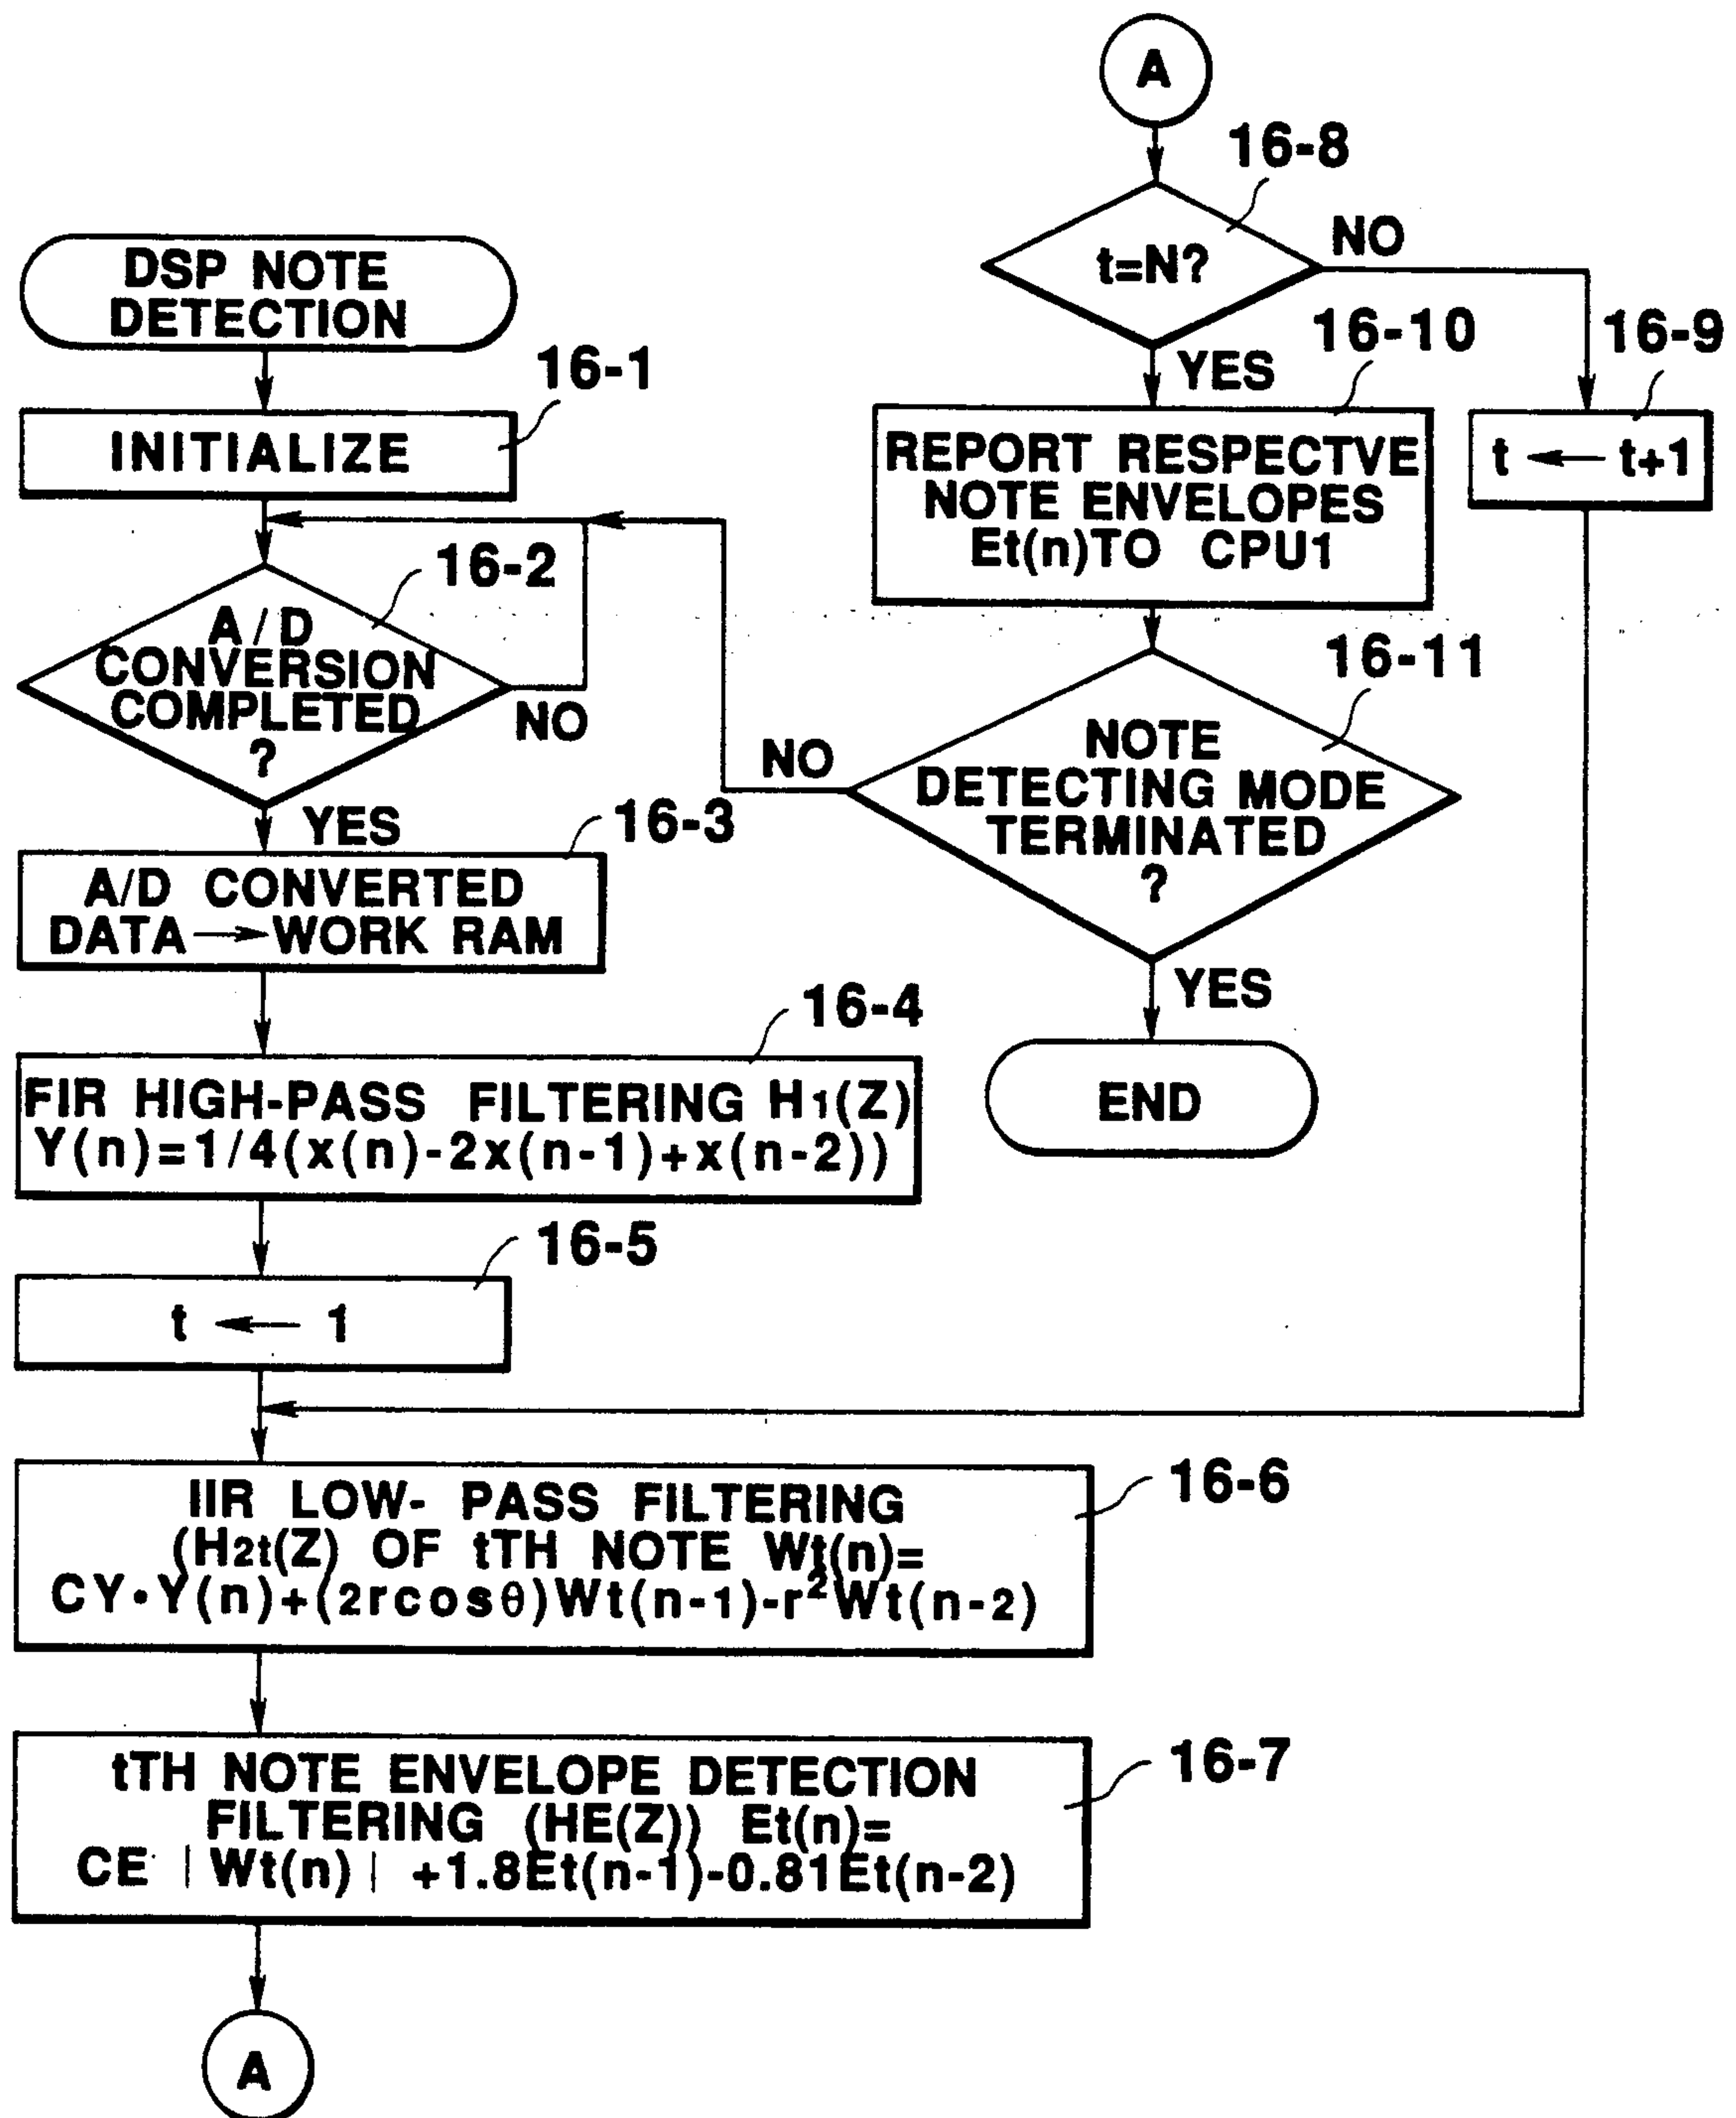 DSP NOTE
DETECTION
16-1
INITIALIZE
16-2
A/D
CONVERSION
COMPLETED
?
NO
YES
16-3
A/D CONVERTED
DATA → WORK RAM
16-4
FIR HIGH-PASS FILTERING H1(Z)
Y(n)=1/4(x(n)-2x(n-1)+x(n-2))
16-5
t ← 1
16-6
IIR LOW- PASS FILTERING
(H2t(Z) OF tTH NOTE Wt(n)=
CY•Y(n)+(2rcosθ)Wt(n-1)-r²Wt(n-2)
16-7
tTH NOTE ENVELOPE DETECTION
FILTERING (HE(Z)) Et(n)=
CE |Wt(n)| +1.8Et(n-1)-0.81Et(n-2)
A
A
16-8
t=N?
NO
YES
16-9
t ← t+1
16-10
REPORT RESPECTVE
NOTE ENVELOPES
Et(n)TO CPU1
16-11
NOTE
DETECTING MODE
TERMINATED
?
NO
YES
END